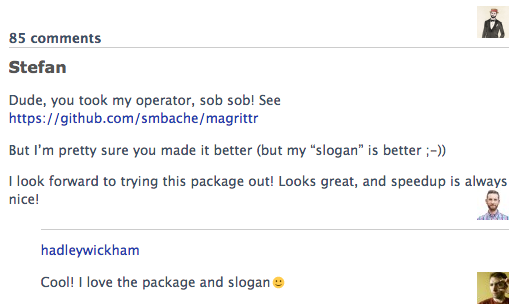 85 comments
Stefan
Dude, you took my operator, sob sob! See
https://github.com/smbache/magrittr
But I’m pretty sure you made it better (but my “slogan” is better ;-))
I look forward to trying this package out! Looks great, and speedup is always
nice!
hadleywickham
Cool! I love the package and slogan🙂